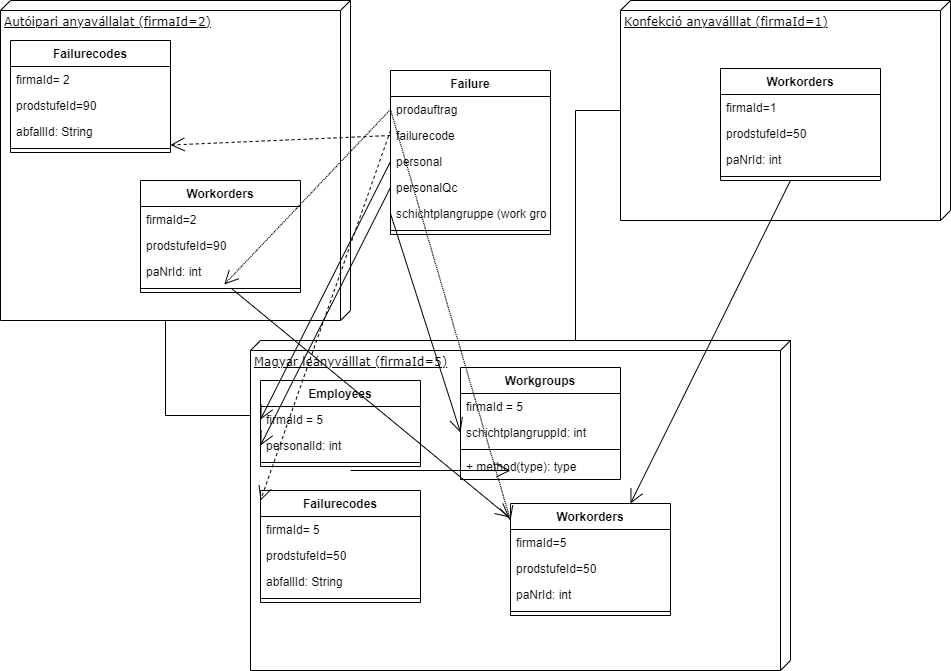 Autóipari anyavállalat (firmaId=2)
Failurecodes
firmaId= 2
prodstufeId=90
abfallId: String
Workorders
firmaId=2
prodstufeId=90
paNrId: int
Failure
prodauftrag
failurecode
personal
personalQc
schichtplangruppe (work gro
Konfekció anyaválllat (firmaId=1)
Workorders
firmaId=1
prodstufeId=50
paNrId: int
Magyar leányválllat (firmaId=5)
Employees
firmaId = 5
personalId: int
Workgroups
firmaId = 5
schichtplangruppId: int
+ method(type): type
Failurecodes
firmaId= 5
prodstufeId=50
abfallId: String
Workorders
firmaId=5
prodstufeId=50
paNrId: int